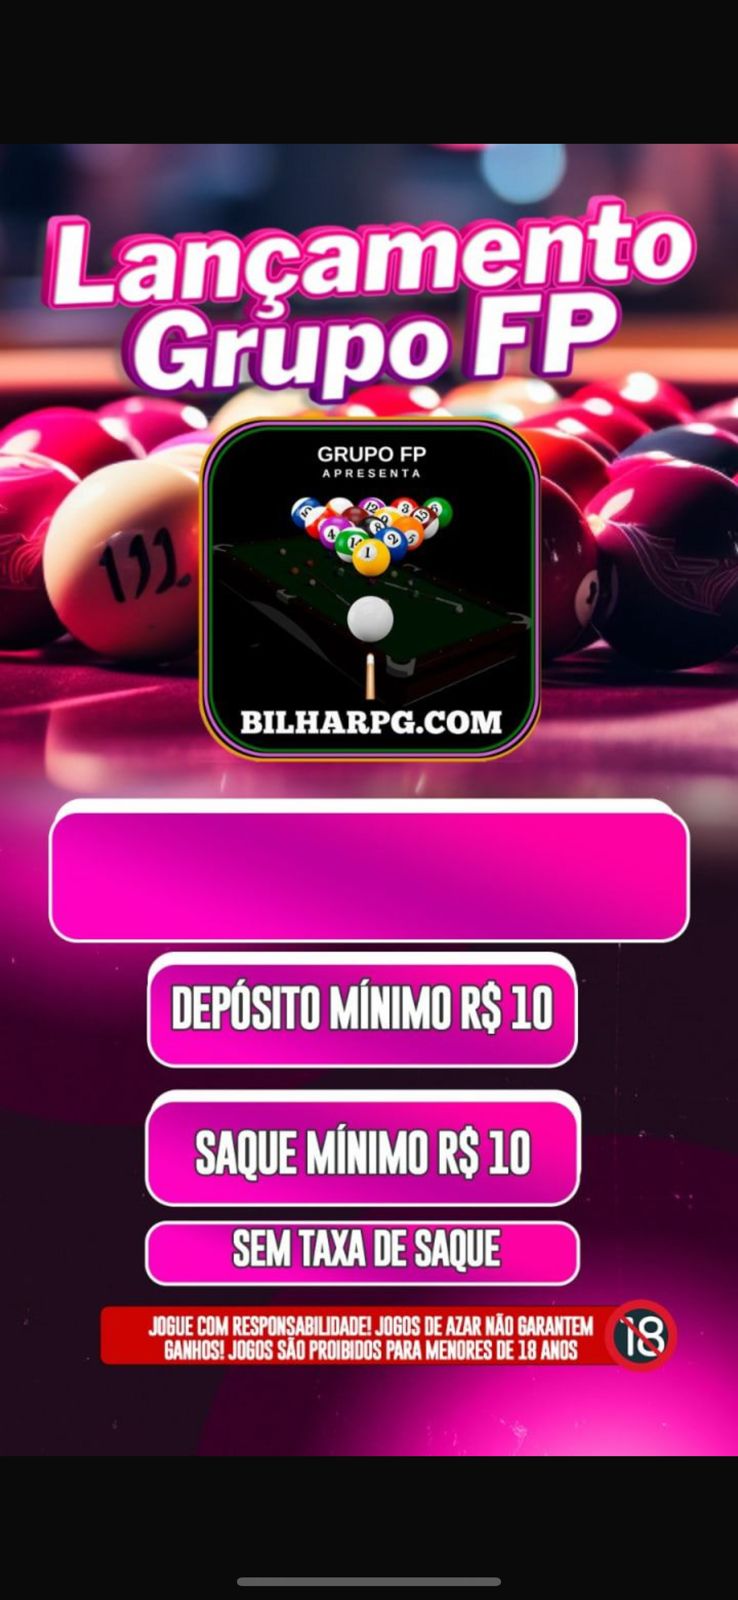 Lançamento
Grupo FP
GRUPO FP
APRESENTA
BILHARPG.COM
DEPÓSITO MÍNIMO R$ 10
SAQUE MÍNIMO R$ 10
SEM TAXA DE SAQUE
JOGUE COM RESPONSABILIDADE! JOGOS DE AZAR NÃO GARANTEM
GANHOS! JOGOS SÃO PROIBIDOS PARA MENORES DE 18 ANOS
18